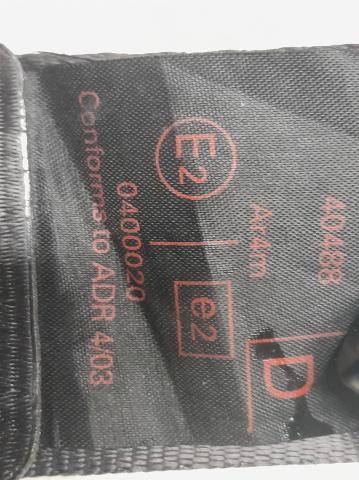 40488 D
Ar4m
E2 e2
0400020
Conforms to ADR 4/03